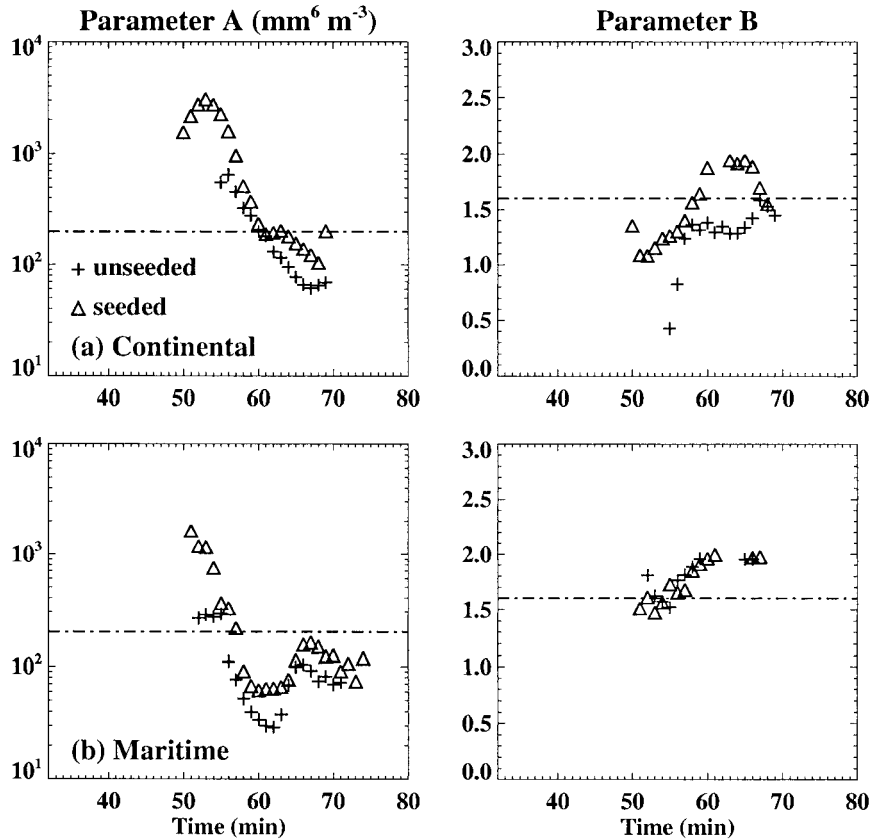 Parameter A (mm⁶ m⁻³)
Parameter B
10⁴
10³
10²
10¹
+ unseeded
△ seeded
(a) Continental
40 50 60 70 80
3.0
2.5
2.0
1.5
1.0
0.5
0.0
40 50 60 70 80
10⁴
10³
10²
10¹
(b) Maritime
40 50 60 70 80
Time (min)
3.0
2.5
2.0
1.5
1.0
0.5
0.0
40 50 60 70 80
Time (min)